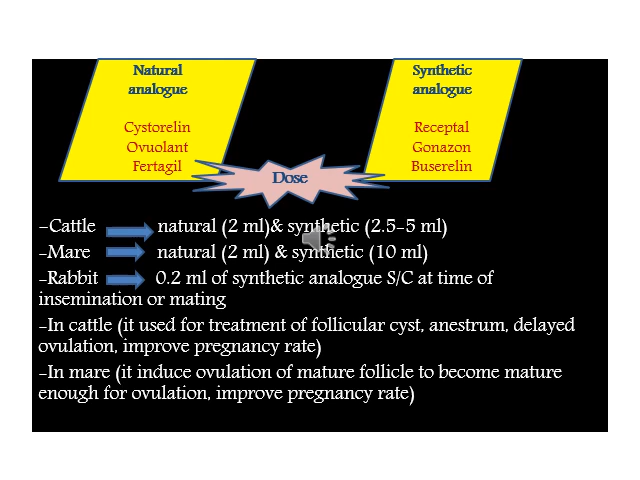 Natural
analogue
Cystorelin
Ovuolant
Fertagil
Synthetic
analogue
Receptal
Gonazon
Buserelin
Dose
-Cattle natural (2 ml)& synthetic (2.5-5 ml)
-Mare natural (2 ml) & synthetic (10 ml)
-Rabbit 0.2 ml of synthetic analogue S/C at time of
insemination or mating
-In cattle (it used for treatment of follicular cyst, anestrum, delayed
ovulation, improve pregnancy rate)
-In mare (it induce ovulation of mature follicle to become mature
enough for ovulation, improve pregnancy rate)